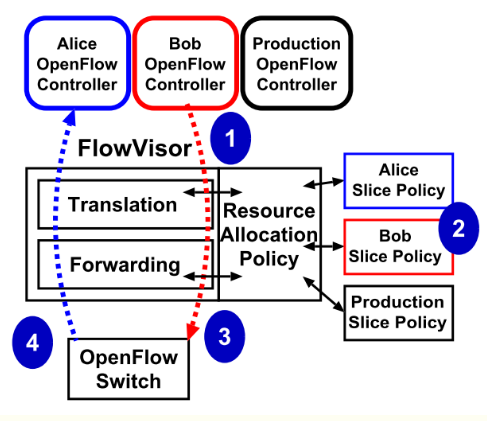 Alice
OpenFlow
Controller
Bob
OpenFlow
Controller
Production
OpenFlow
Controller
1
FlowVisor
Translation
Forwarding
Resource
Allocation
Policy
Alice
Slice Policy
2
Bob
Slice Policy
Production
Slice Policy
4
3
OpenFlow
Switch